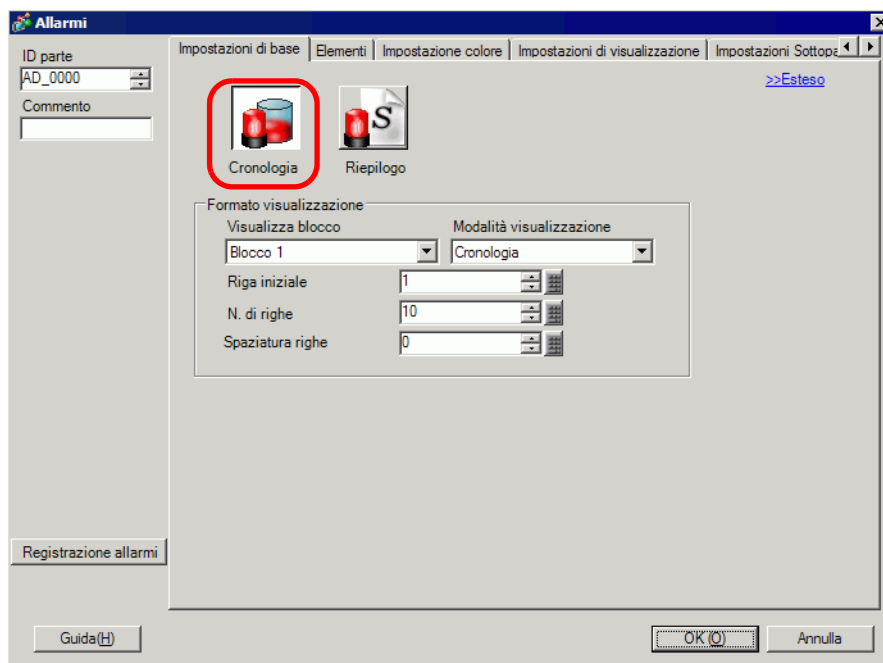 Allarmi
ID parte
AD_0000
Commento
Impostazioni di base Elementi Impostazione colore Impostazioni di visualizzazione Impostazioni Sottopa
>>Esteso
S
Cronologia Riepilogo
Formato visualizzazione
Visualizza blocco Modalità visualizzazione
Blocco 1 Cronologia
Riga iniziale 1
N. di righe 10
Spaziatura righe 0
Registrazione allarmi
Guida(H) OK(O) Annulla